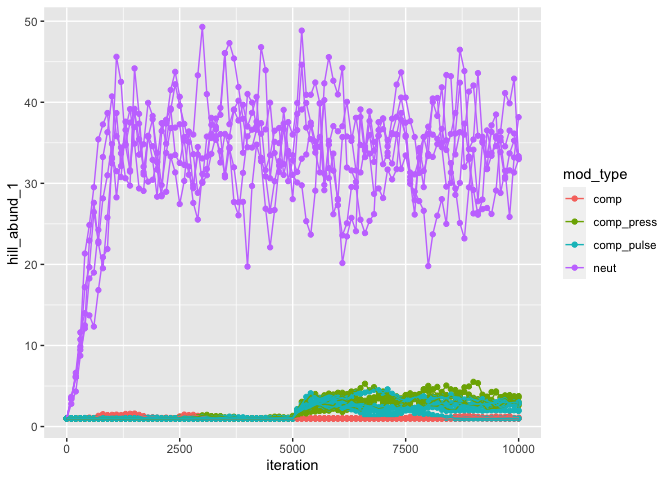 50
40
30
20
10
0
hill_abund_1
0 2500 5000 7500 10000
iteration
mod_type
comp
comp_press
comp_pulse
neut